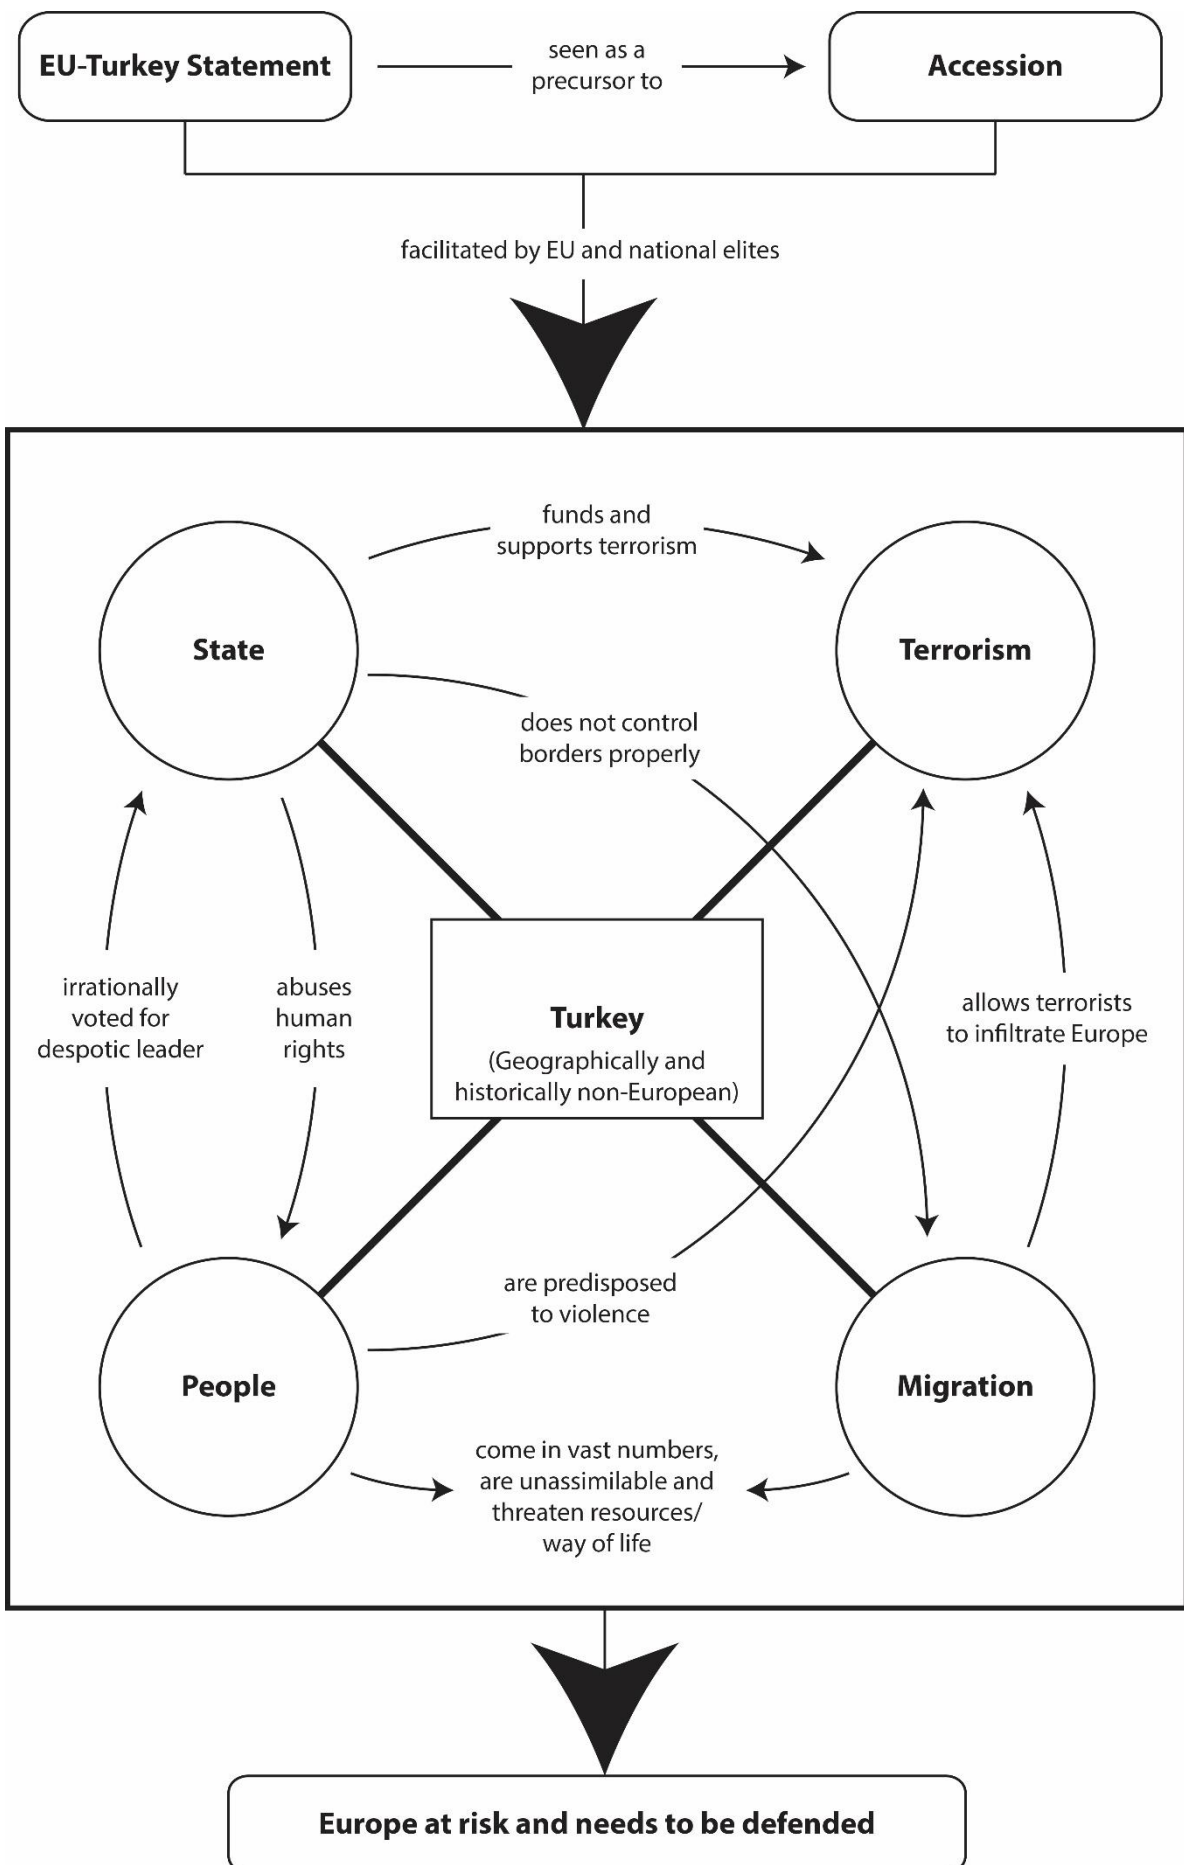 EU-Turkey Statement
seen as a
precursor to
Accession
facilitated by EU and national elites
funds and
supports terrorism
State
Terrorism
does not control
borders properly
irrationally
voted for
despotic leader
abuses
human
rights
Turkey
(Geographically and
historically non-European)
allows terrorists
to infiltrate Europe
are predisposed
to violence
People
Migration
come in vast numbers,
are unassimilable and
threaten resources/
way of life
Europe at risk and needs to be defended